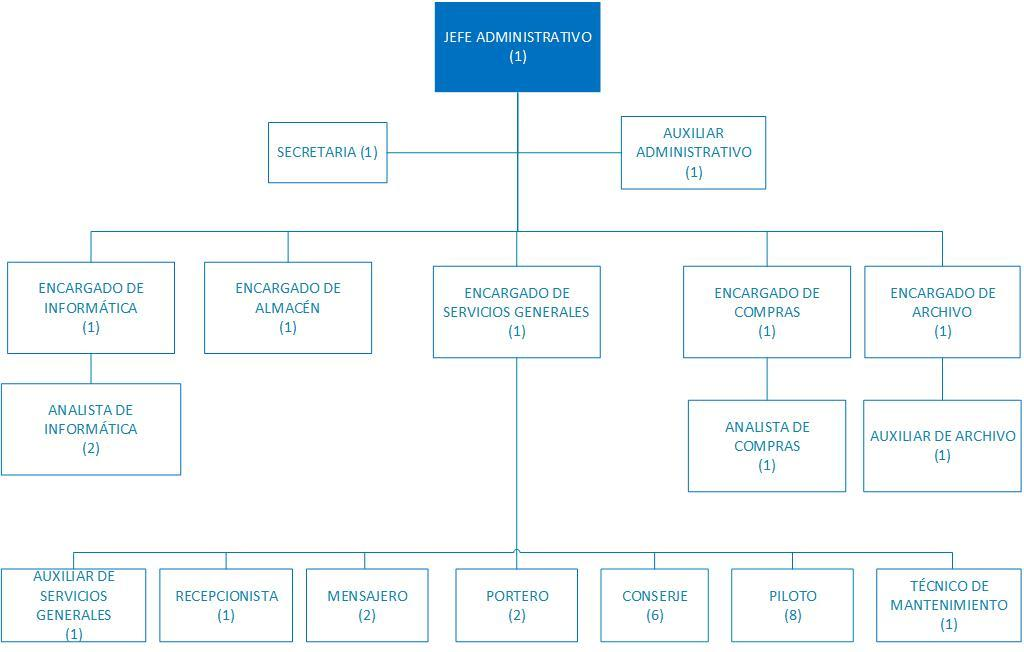 JEFE ADMINISTRATIVO
(1)
SECRETARIA (1)
AUXILIAR
ADMINISTRATIVO
(1)
ENCARGADO DE
INFORMÁTICA
(1)
ENCARGADO DE
ALMACÉN
(1)
ENCARGADO DE
SERVICIOS GENERALES
(1)
ENCARGADO DE
COMPRAS
(1)
ENCARGADO DE
ARCHIVO
(1)
ANALISTA DE
INFORMÁTICA
(2)
ANALISTA DE
COMPRAS
(1)
AUXILIAR DE ARCHIVO
(1)
AUXILIAR DE
SERVICIOS
GENERALES
(1)
RECEPCIONISTA
(1)
MENSAJERO
(2)
PORTERO
(2)
CONSERJE
(6)
PILOTO
(8)
TÉCNICO DE
MANTENIMIENTO
(1)